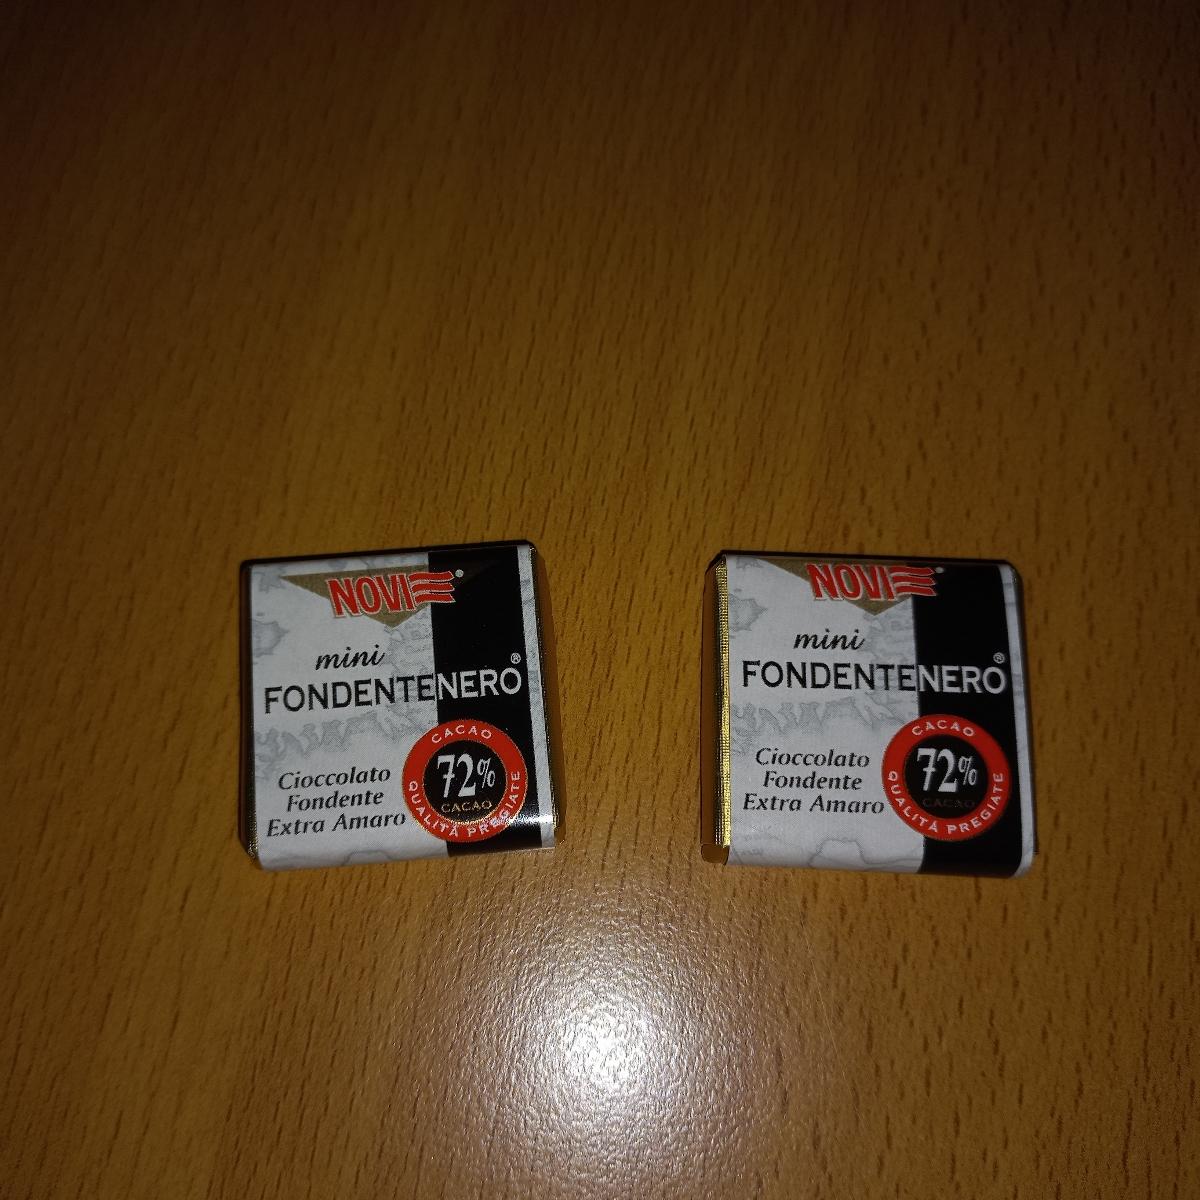 NOVI
mini
FONDENTENERO®
Cioccolato
Fondente
Extra Amaro
CACAO
72%
CACAO
QUALITÀ PREGIATE
NOVI
mini
FONDENTENERO®
Cioccolato
Fondente
Extra Amaro
CACAO
72%
CACAO
QUALITÀ PREGIATE